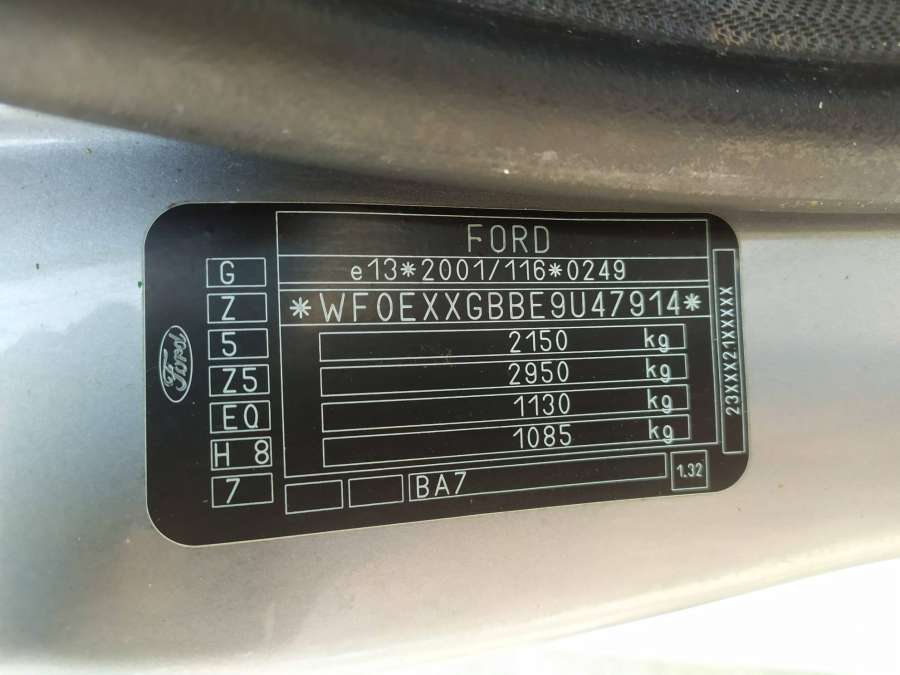 FORD
e13*2001/116*0249
*WF0EXXGBBE9U47914*
2150 kg
2950 kg
1130 kg
1085 kg
G
Z
5
Z5
EQ
H 8
7
BA7
1.32
23XXX21XXXXX
Ford